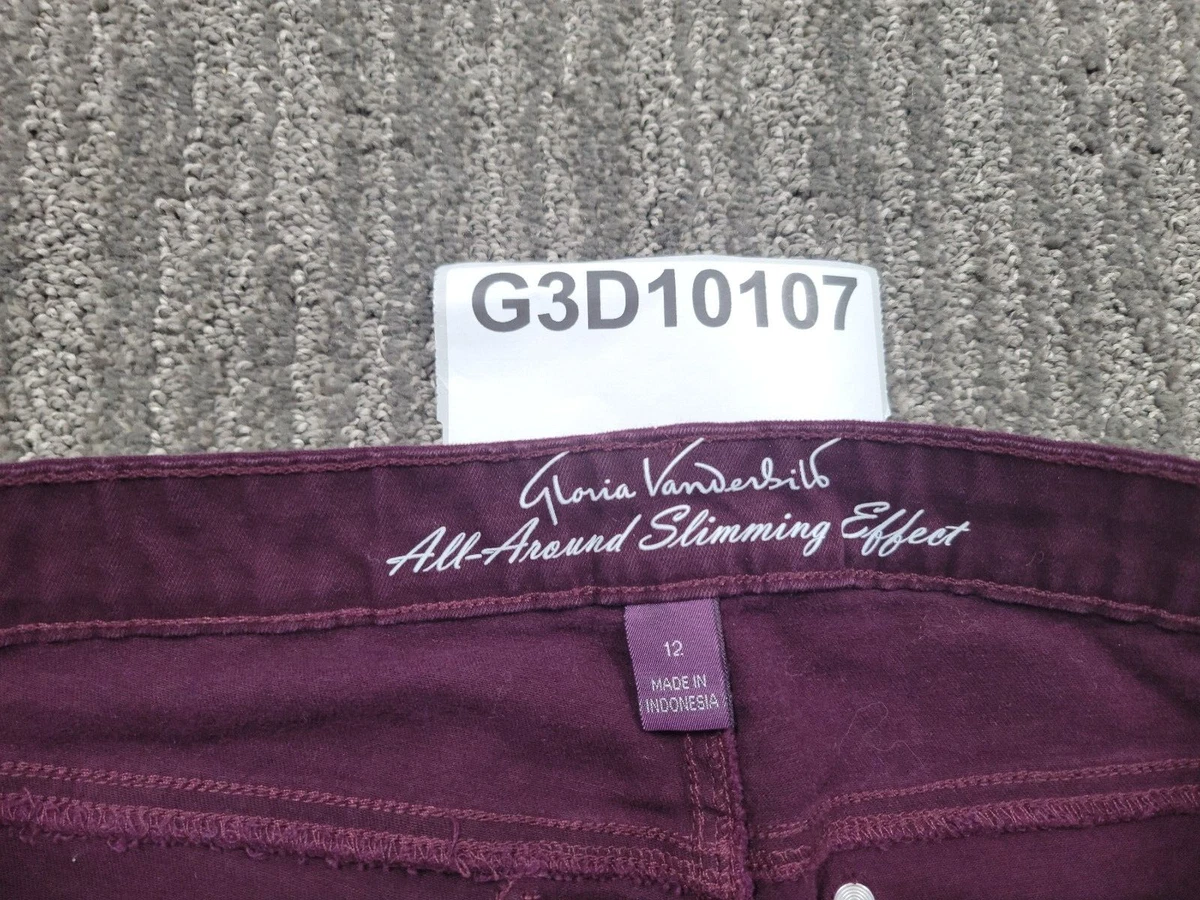 G3D10107
Gloria Vanderbilt
All-Around Slimming Effect
12
MADE IN
INDONESIA